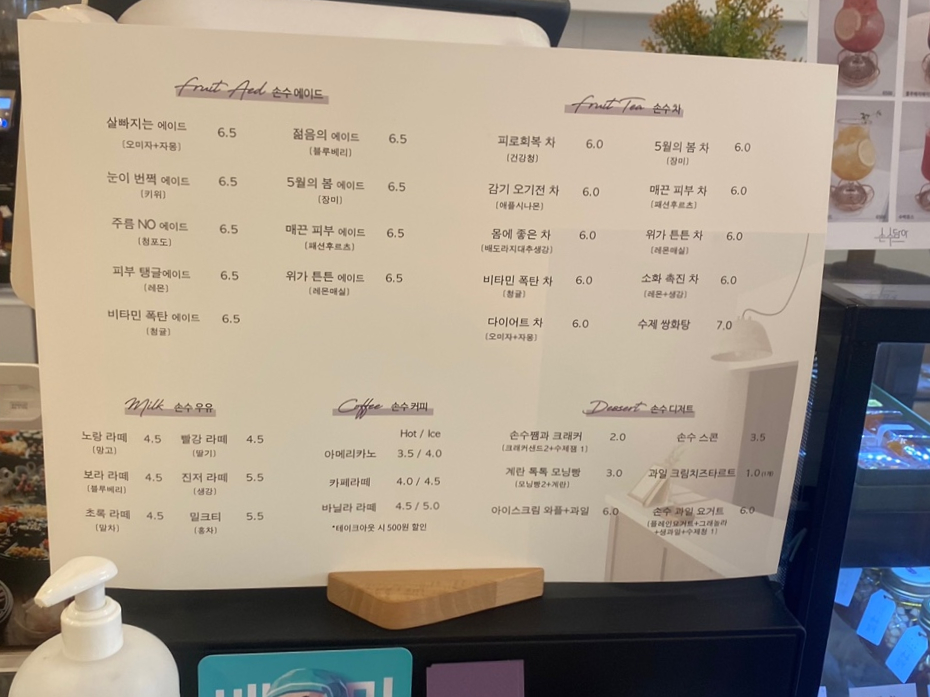 Fruit Aed 손수 에이드
살빠지는 에이드 6.5
(오미자+자몽)
눈이 번쩍 에이드 6.5
(키위)
주름 NO 에이드 6.5
(청포도)
피부 탱글에이드 6.5
(레몬)
비타민 폭탄 에이드 6.5
(청귤)
젊음의 에이드 6.5
(블루베리)
5월의 봄 에이드 6.5
(장미)
매끈 피부 에이드 6.5
(패션후르츠)
위가 튼튼 에이드 6.5
(레몬매실)
Fruit Tea 손수 차
피로회복 차 6.0
(건강청)
감기 오기전 차 6.0
(애플시나몬)
몸에 좋은 차 6.0
(배도라지대추생강)
비타민 폭탄 차 6.0
(청귤)
다이어트 차 6.0
(오미자+자몽)
5월의 봄 차 6.0
(장미)
매끈 피부 차 6.0
(패션후르츠)
위가 튼튼 차 6.0
(레몬매실)
소화 촉진 차 6.0
(레몬+생강)
수제 쌍화탕 7.0
Milk 손수 우유
노랑 라떼 4.5
(망고)
보라 라떼 4.5
(블루베리)
초록 라떼 4.5
(말차)
빨강 라떼 4.5
(딸기)
진저 라떼 5.5
(생강)
밀크티 5.5
(홍차)
Coffee 손수 커피
Hot / Ice
아메리카노 3.5 / 4.0
카페라떼 4.0 / 4.5
바닐라 라떼 4.5 / 5.0
*테이크아웃 시 500원 할인
Dessert 손수 디저트
손수쨈과 크래커 2.0
(크래커샌드2+수제잼 1)
계란 톡톡 모닝빵 3.0
(모닝빵2+계란)
아이스크림 와플+과일 6.0
손수 스콘 3.5
과일 크림치즈타르트 1.0 (1개)
손수 과일 요거트 6.0
(플레인요거트+그래놀라
+생과일+수제청 1)